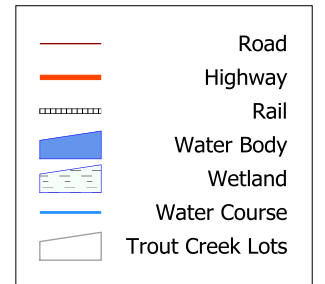 Road
Highway
Rail
Water Body
Wetland
Water Course
Trout Creek Lots